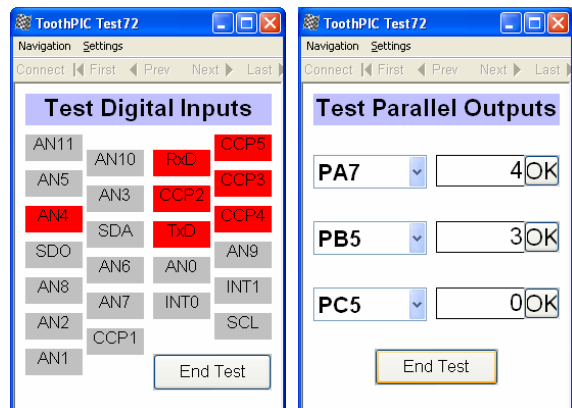 ToothPIC Test72
Navigation Settings
Connect First Prev Next Last
Test Digital Inputs
AN11
AN10 RxD CCP5
AN5
AN3 CCP2 CCP3
AN4
SDA TxD CCP4
SDO
AN6 AN0 AN9
AN8
AN7 INT0 INT1
AN2
CCP1 SCL
AN1
End Test
ToothPIC Test72
Navigation Settings
Connect First Prev Next Last
Test Parallel Outputs
PA7 4 OK
PB5 3 OK
PC5 0 OK
End Test